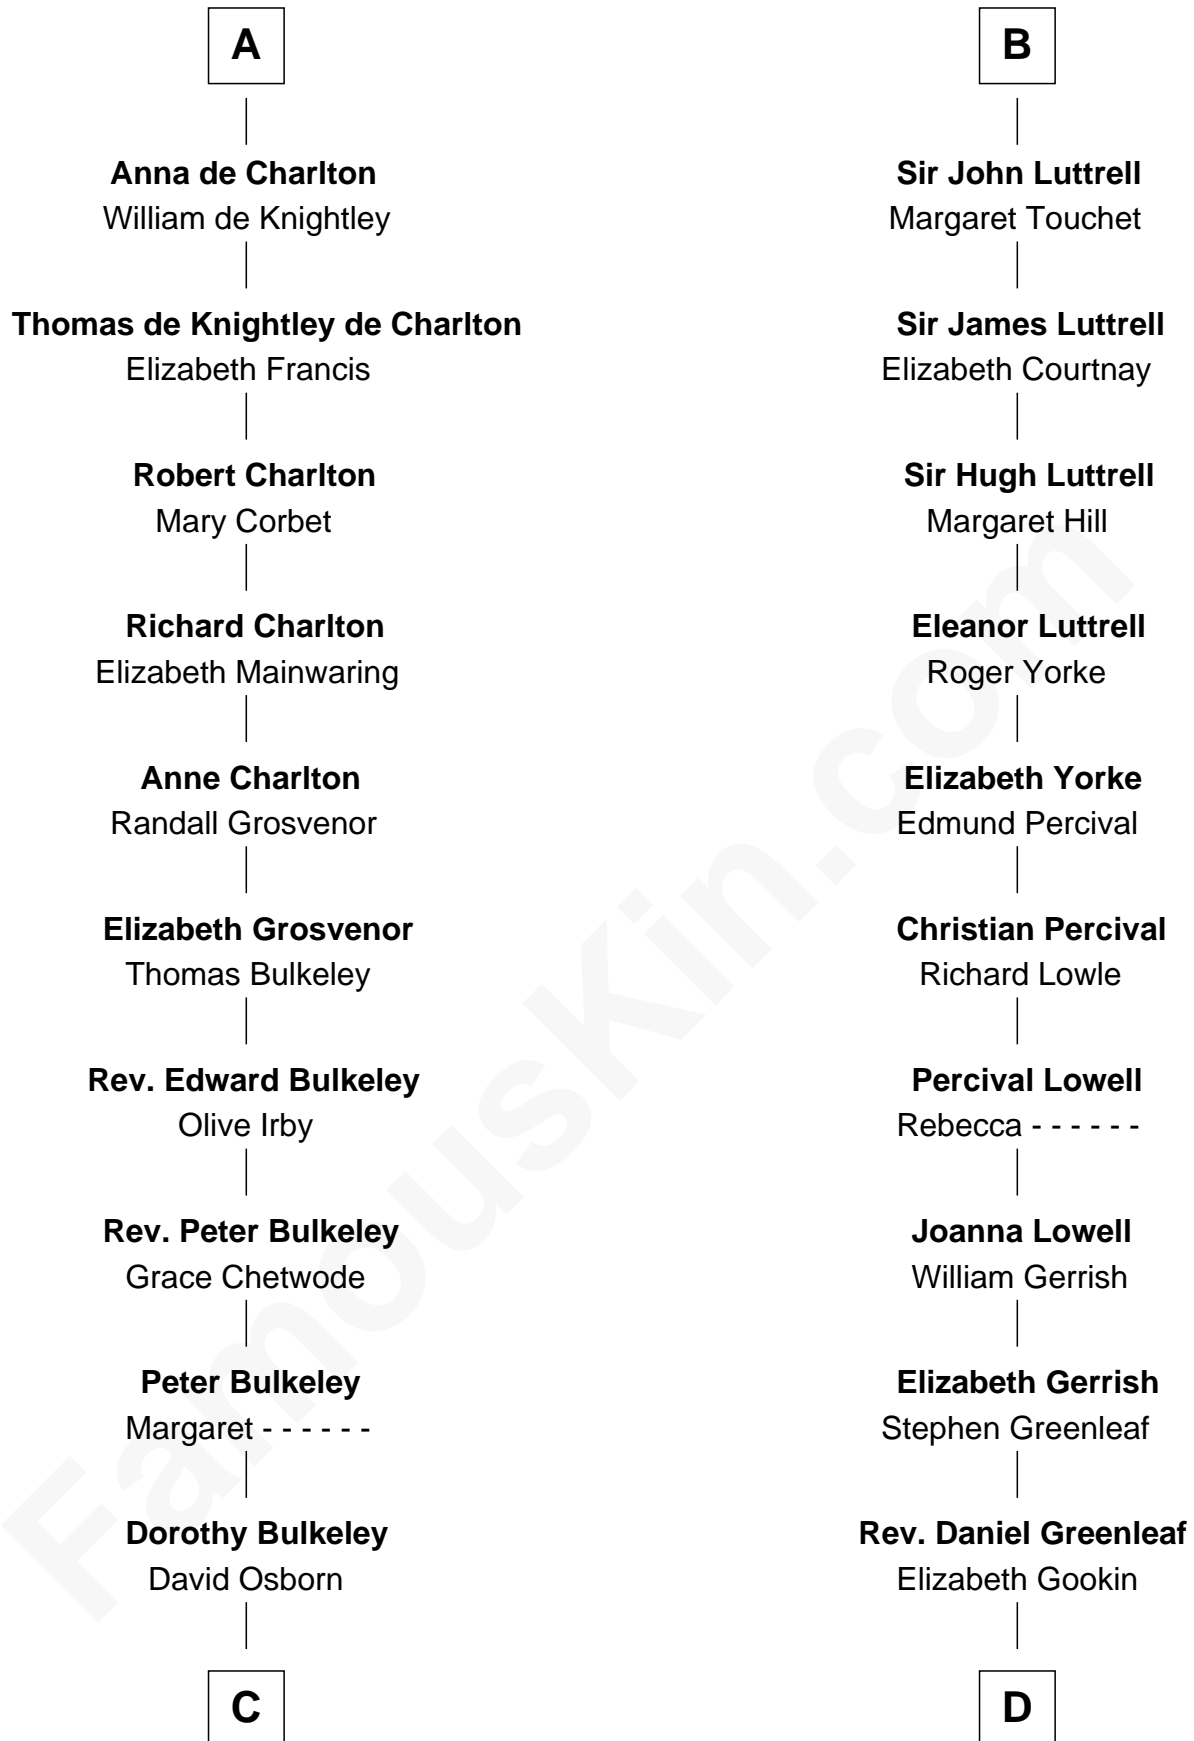 A
Anna de Charlton
William de Knightley
Thomas de Knightley de Charlton
Elizabeth Francis
Robert Charlton
Mary Corbet
Richard Charlton
Elizabeth Mainwaring
Anne Charlton
Randall Grosvenor
Elizabeth Grosvenor
Thomas Bulkeley
Rev. Edward Bulkeley
Olive Irby
Rev. Peter Bulkeley
Grace Chetwode
Peter Bulkeley
Margaret - - - - - -
Dorothy Bulkeley
David Osborn
C
B
Sir John Luttrell
Margaret Touchet
Sir James Luttrell
Elizabeth Courtnay
Sir Hugh Luttrell
Margaret Hill
Eleanor Luttrell
Roger Yorke
Elizabeth Yorke
Edmund Percival
Christian Percival
Richard Lowle
Percival Lowell
Rebecca - - - - - -
Joanna Lowell
William Gerrish
Elizabeth Gerrish
Stephen Greenleaf
Rev. Daniel Greenleaf
Elizabeth Gookin
D
FamousKin.com